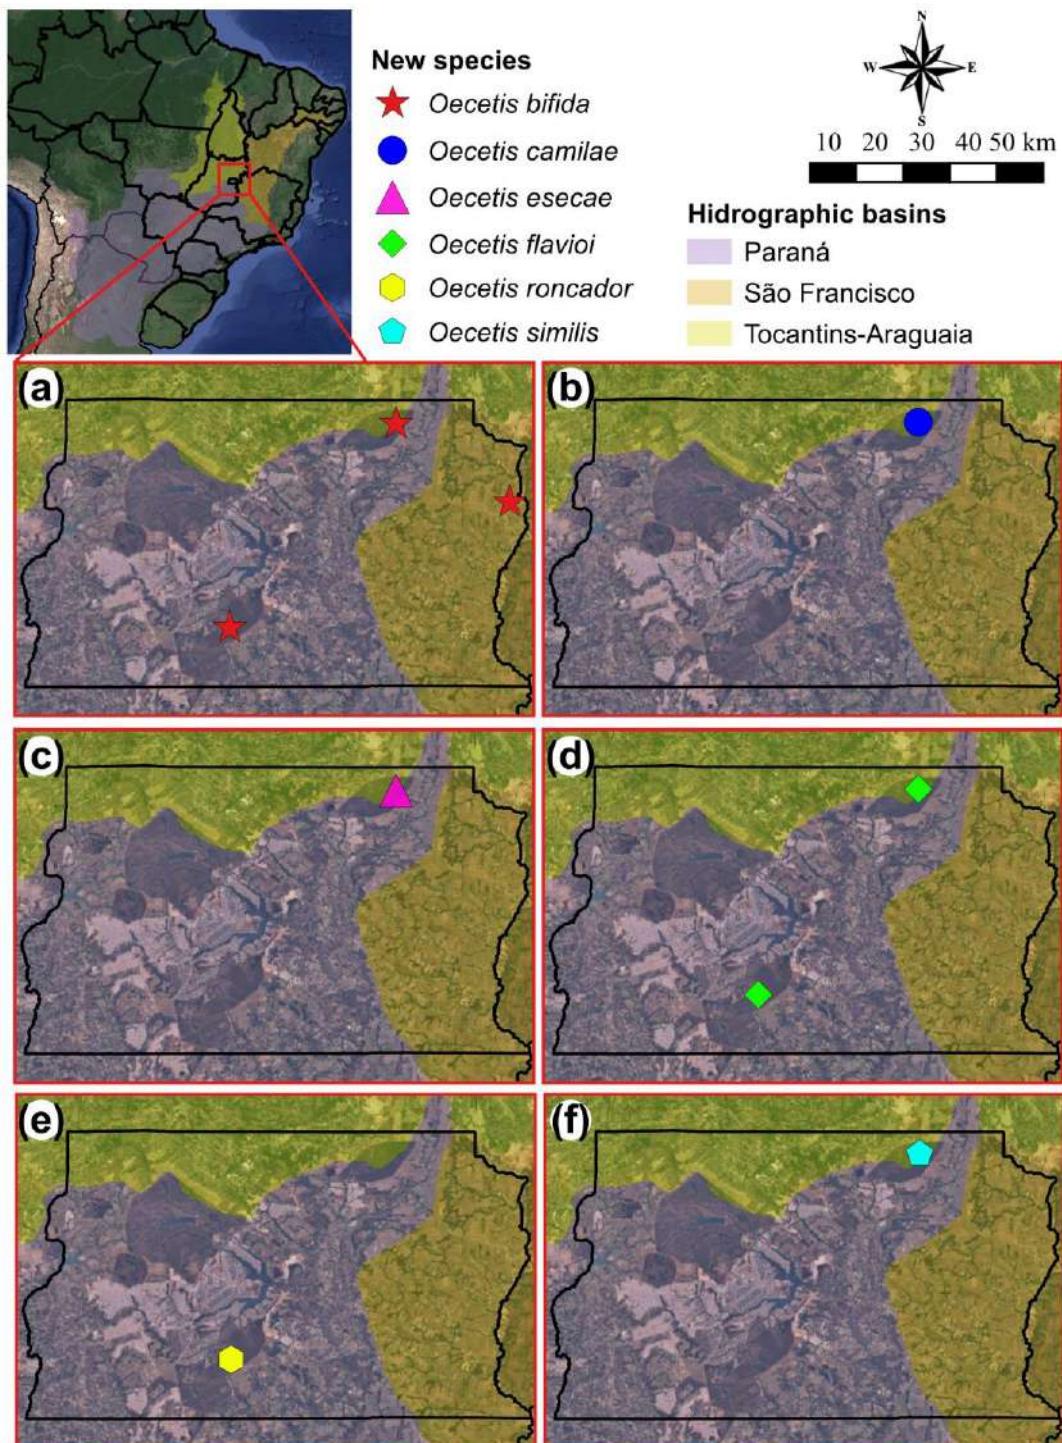 New species
Oecetis bifida
Oecetis camilae
Oecetis esecae
Oecetis flavioi
Oecetis roncador
Oecetis similis
N
W E
S
10 20 30 40 50 km
Hidrographic basins
Paraná
São Francisco
Tocantins-Araguaia
(a)
(b)
(c)
(d)
(e)
(f)